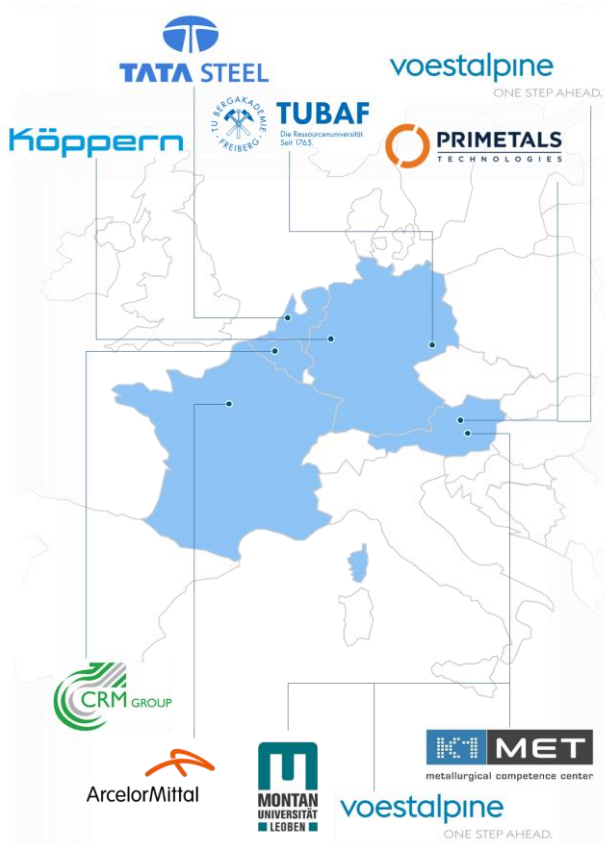 TATA STEEL
voestalpine
ONE STEP AHEAD.
TU BERGAKADEMIE
· FREIBERG ·
TUBAF
Die Ressourcenuniversität.
Seit 1765.
Köppern
PRIMETALS
TECHNOLOGIES
CRM GROUP
ArcelorMittal
MONTAN
UNIVERSITÄT
LEOBEN
K1 MET
metallurgical competence center
voestalpine
ONE STEP AHEAD.